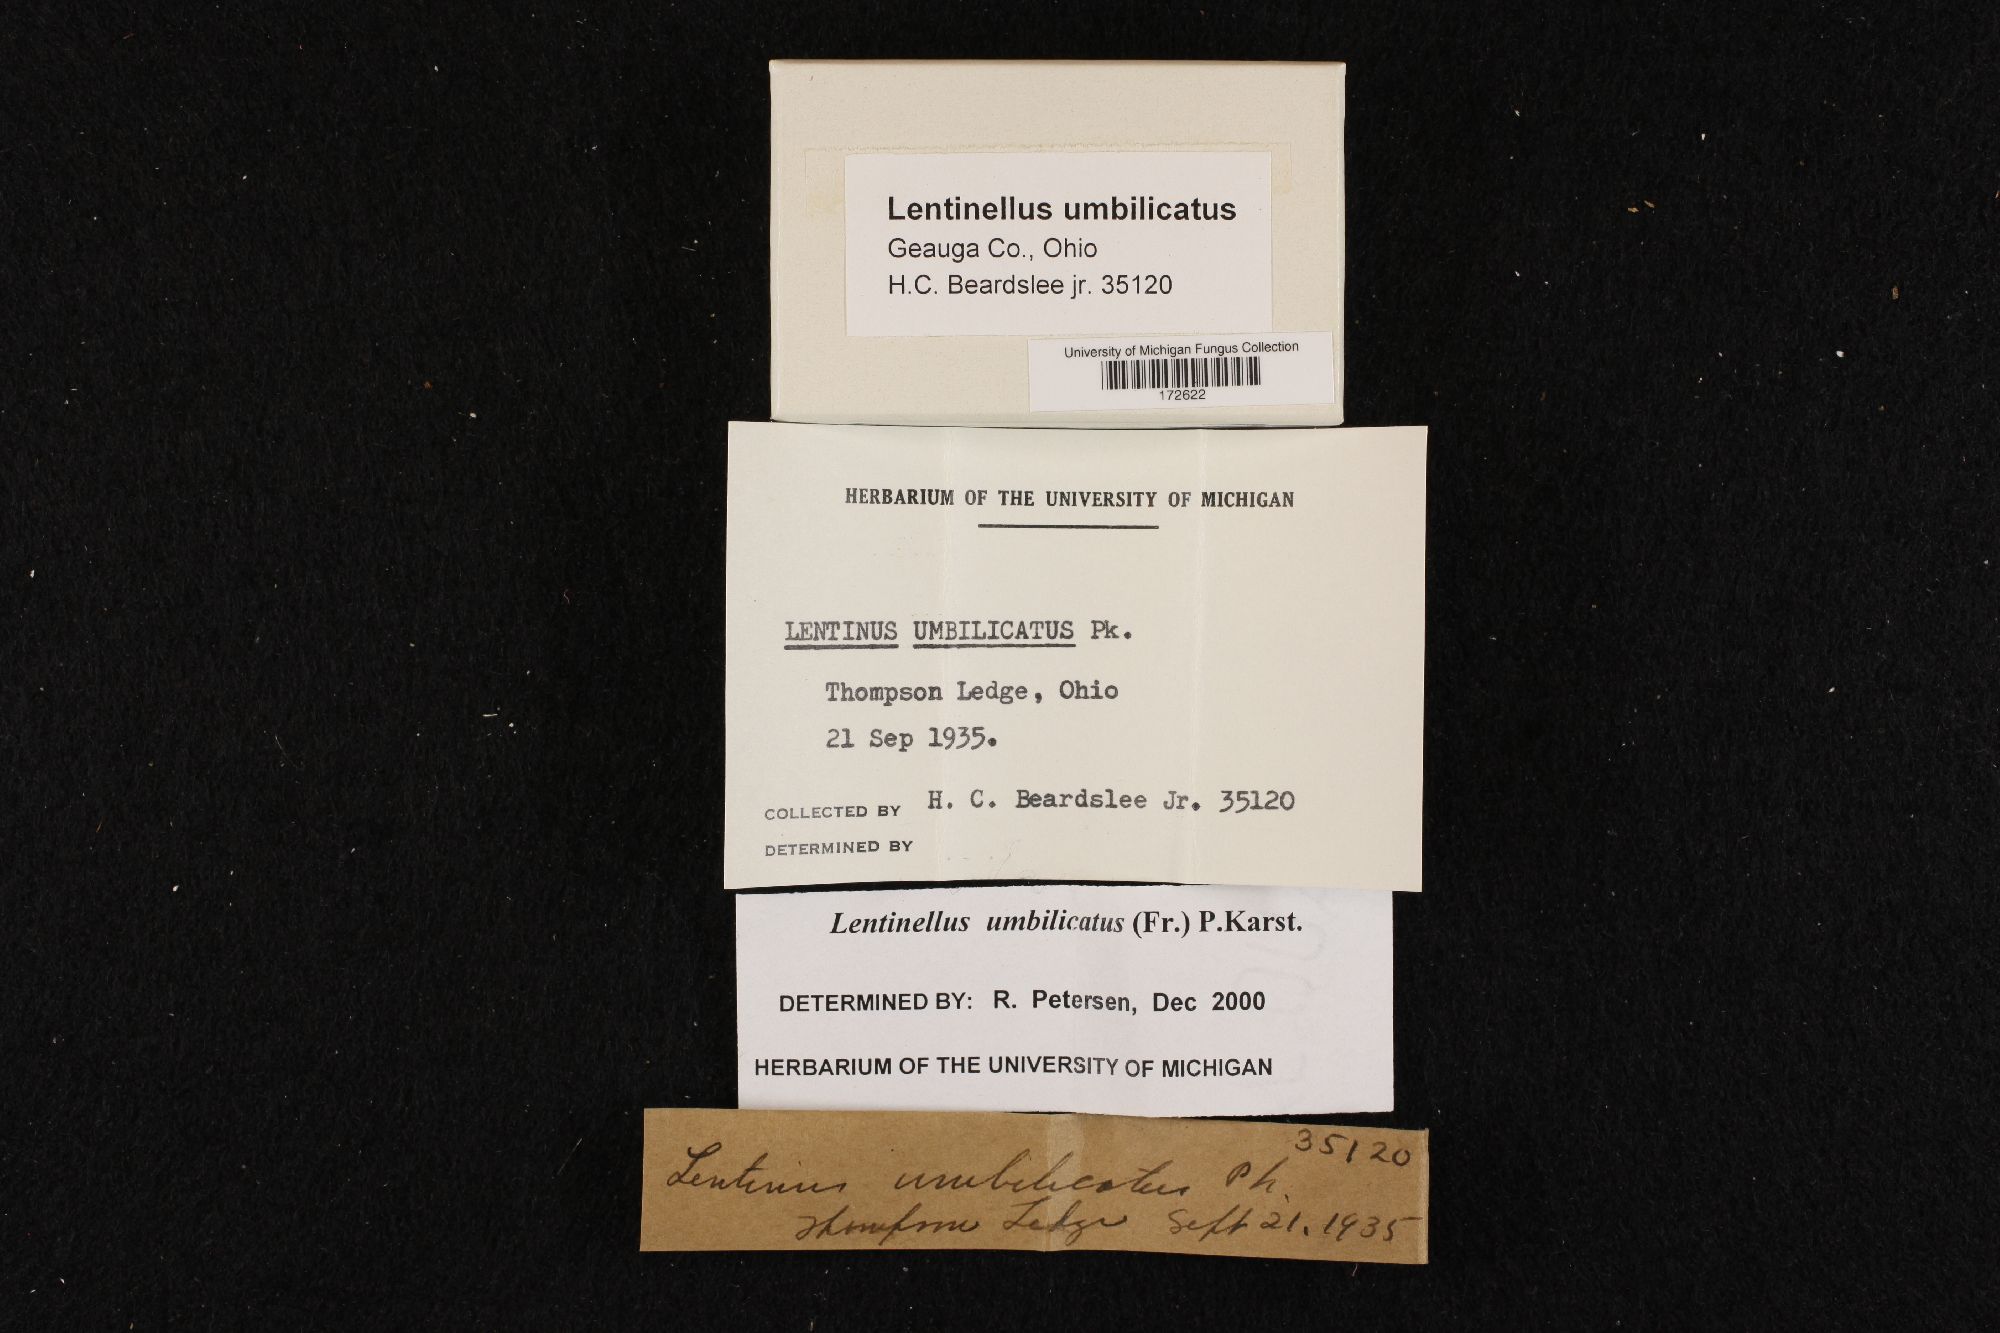 Lentinellus umbilicatus
Geauga Co., Ohio
H.C. Beardslee jr. 35120
University of Michigan Fungus Collection
172622
HERBARIUM OF THE UNIVERSITY OF MICHIGAN
LENTINUS UMBILICATUS Pk.
Thompson Ledge, Ohio
21 Sep 1935.
COLLECTED BY H. C. Beardslee Jr. 35120
DETERMINED BY
Lentinellus umbilicatus (Fr.) P.Karst.
DETERMINED BY: R. Petersen, Dec 2000
HERBARIUM OF THE UNIVERSITY OF MICHIGAN
35120
Lentinus umbilicatus Pk.
Thompson Ledge Sept 21. 1935